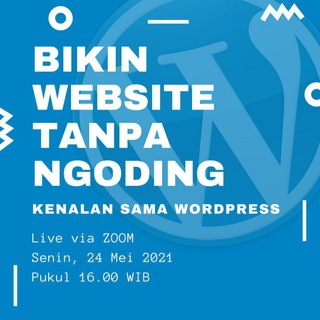 BIKIN
WEBSITE
TANPA
NGODING
KENALAN SAMA WORDPRESS
Live via ZOOM
Senin, 24 Mei 2021
Pukul 16.00 WIB